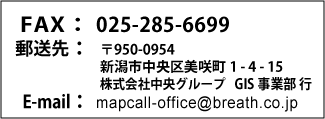 FAX： 025-285-6699
郵送先： 〒950-0954
新潟市中央区美咲町 1 - 4 - 15
株式会社中央グループ GIS 事業部 行
E-mail： mapcall-office@breath.co.jp